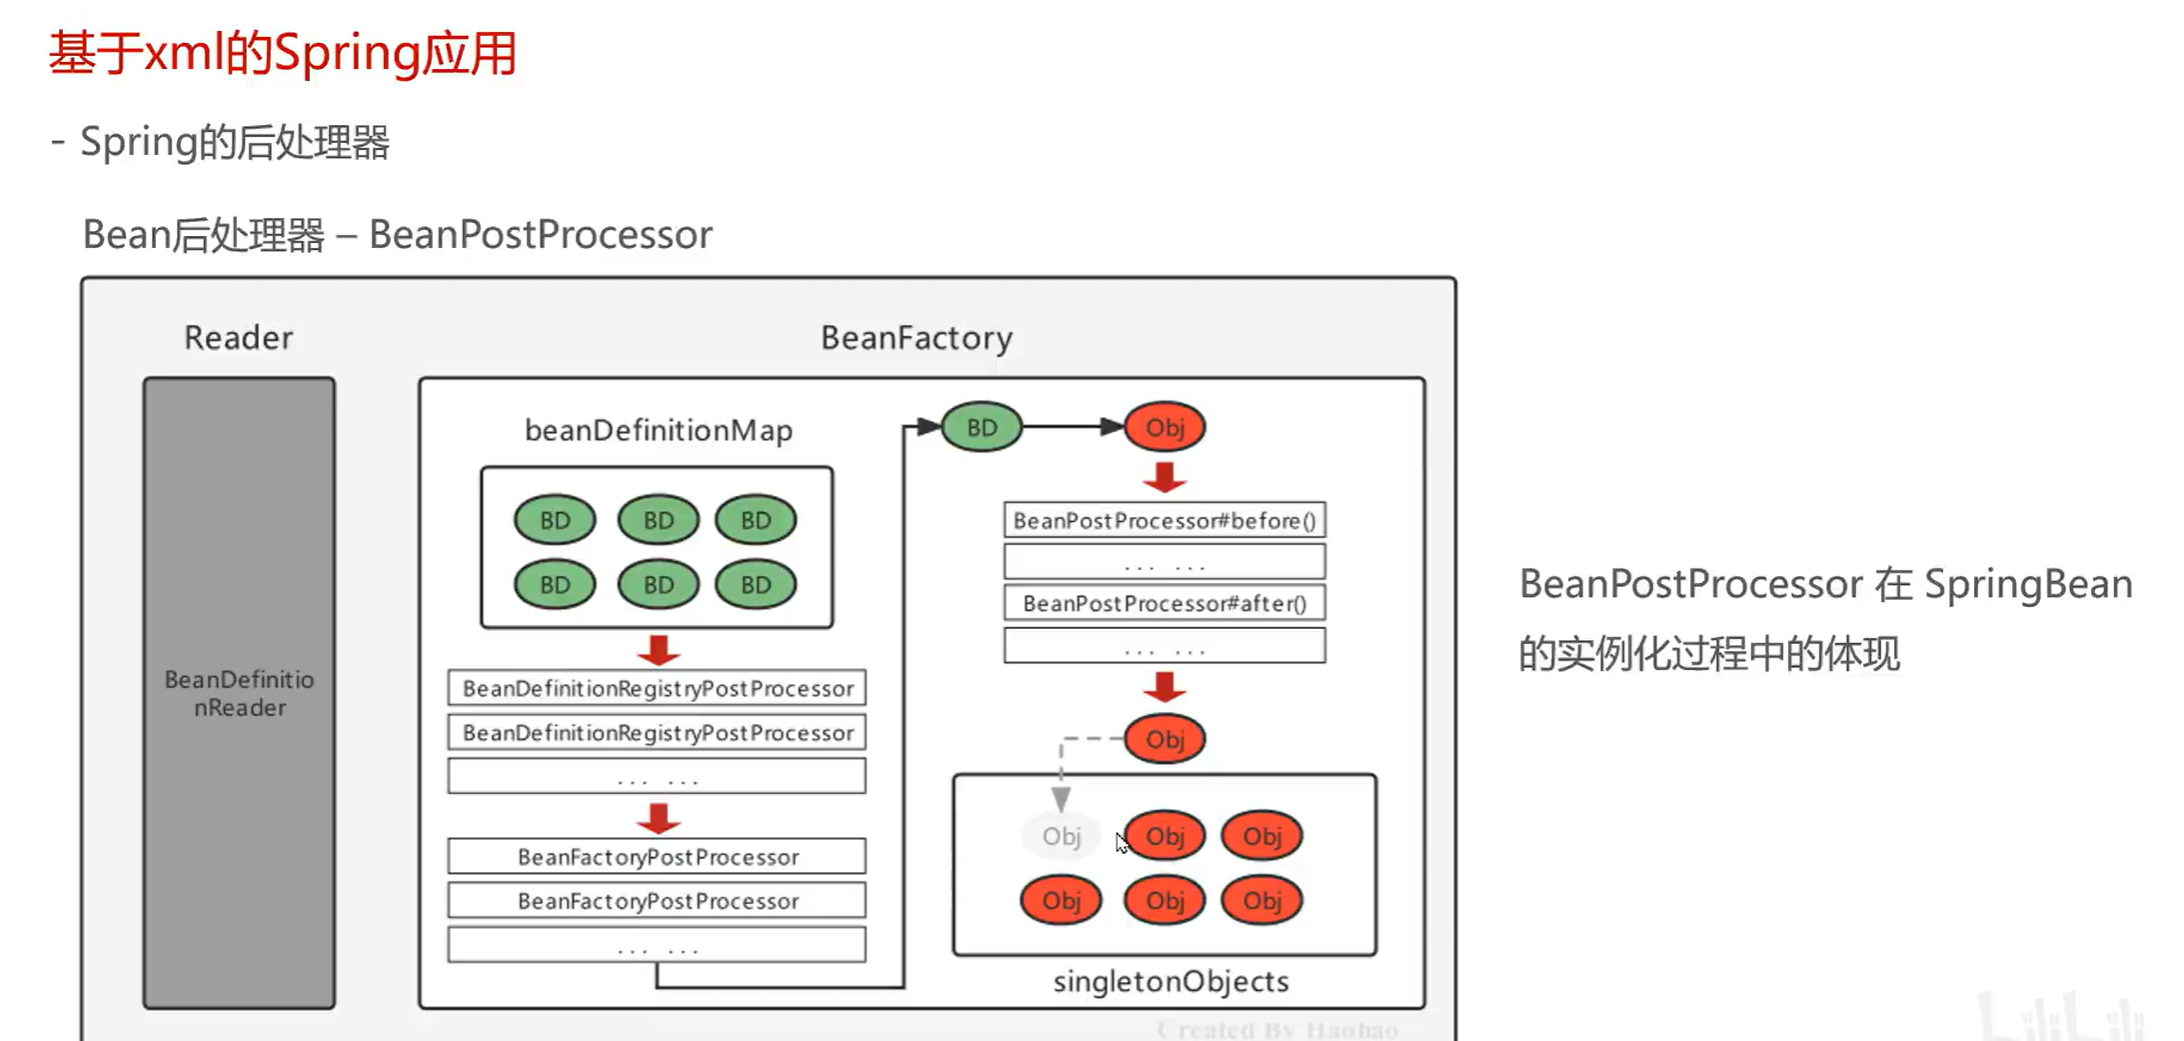 基于xml的Spring应用
- Spring的后处理器
Bean后处理器 – BeanPostProcessor
Reader
BeanDefinitio
nReader
BeanFactory
beanDefinitionMap
BD BD BD
BD BD BD
BeanDefinitionRegistryPostProcessor
BeanDefinitionRegistryPostProcessor
... ...
BeanFactoryPostProcessor
BeanFactoryPostProcessor
... ...
BD Obj
BeanPostProcessor#before()
... ...
BeanPostProcessor#after()
... ...
Obj
Obj Obj Obj
Obj Obj Obj
singletonObjects
BeanPostProcessor 在 SpringBean
的实例化过程中的体现
Created By Haohao
bilibili